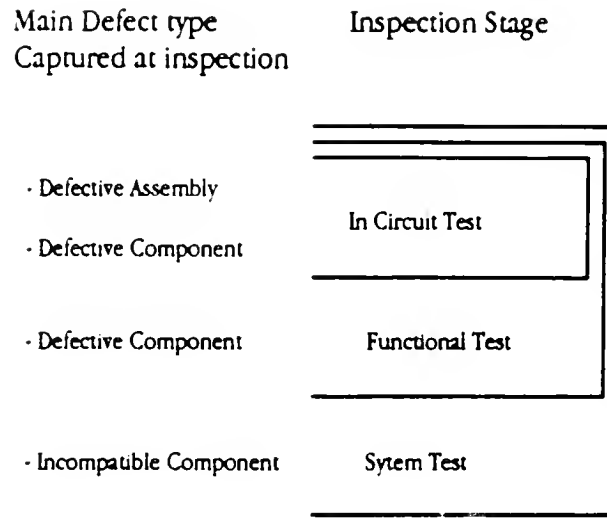 Main Defect type
Captured at inspection
Inspection Stage
- Defective Assembly
- Defective Component
In Circuit Test
- Defective Component
Functional Test
- Incompatible Component
Sytem Test